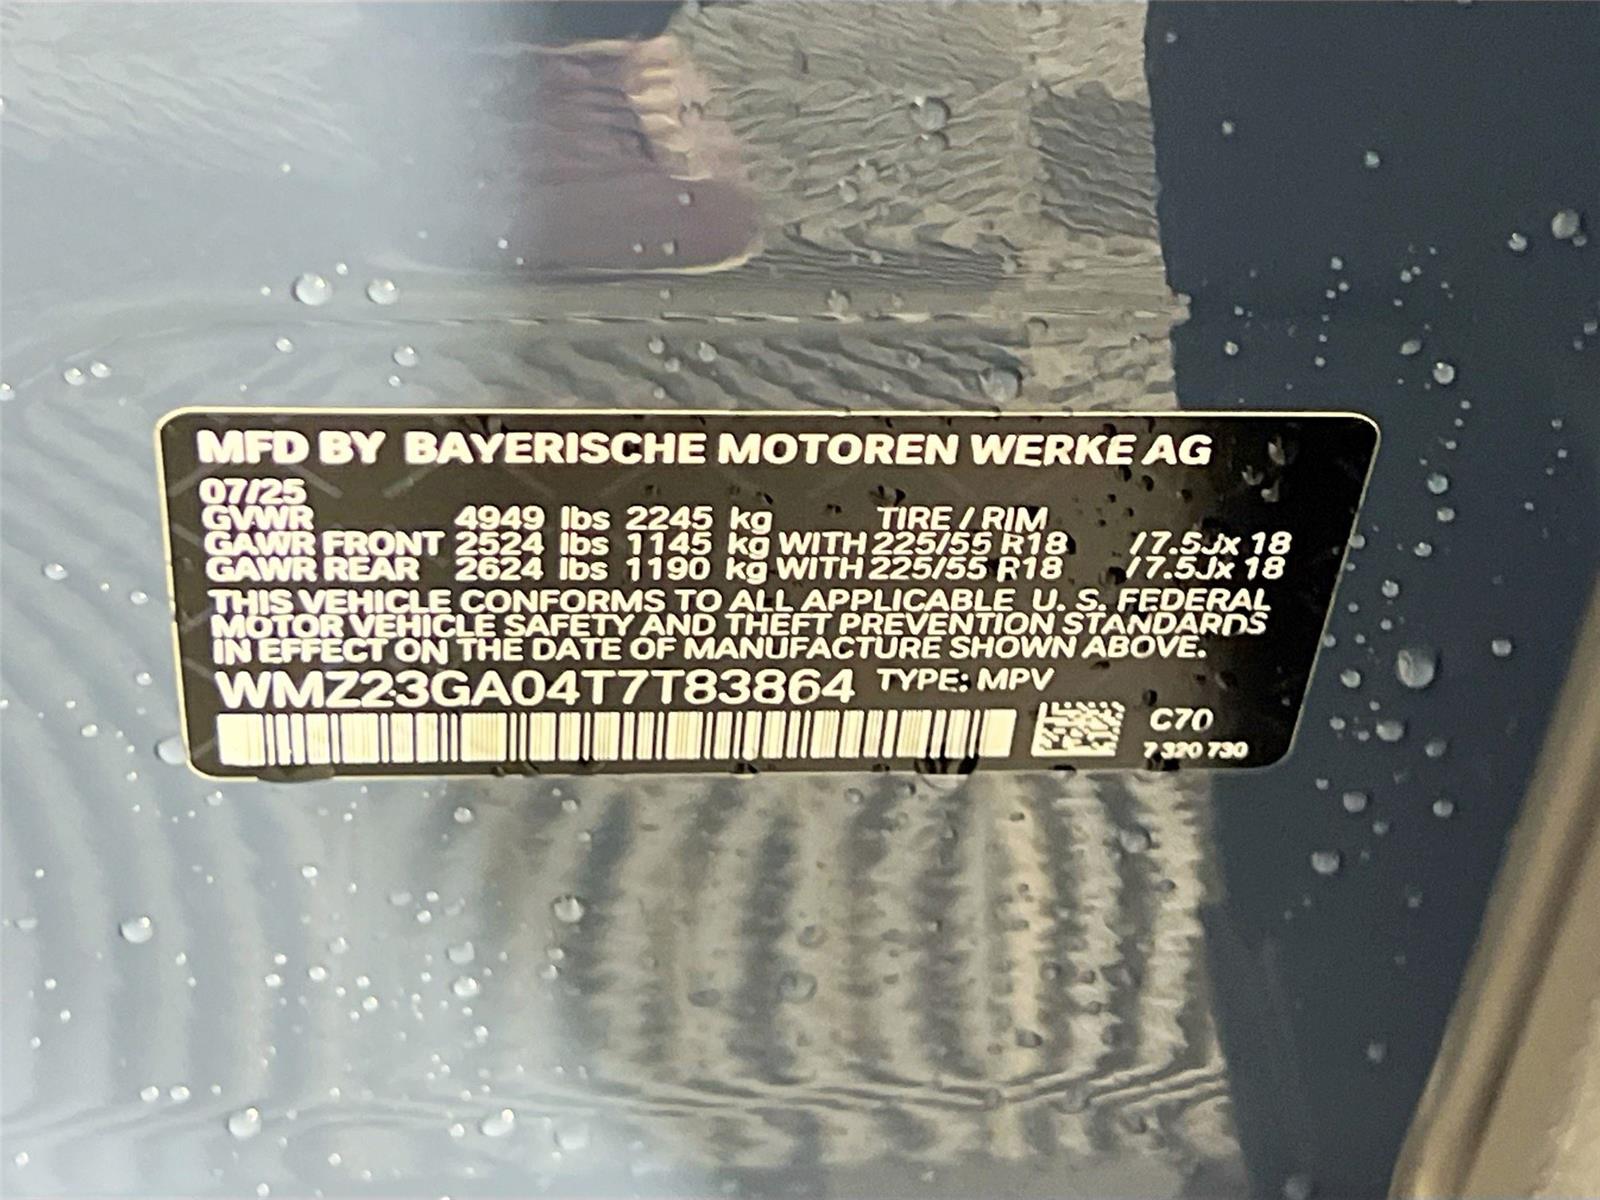 MFD BY BAYERISCHE MOTOREN WERKE AG
07/25
GVWR 4949 lbs 2245 kg TIRE / RIM
GAWR FRONT 2524 lbs 1145 kg WITH 225/55 R18 / 7.5Jx 18
GAWR REAR 2624 lbs 1190 kg WITH 225/55 R18 / 7.5Jx 18
THIS VEHICLE CONFORMS TO ALL APPLICABLE U. S. FEDERAL
MOTOR VEHICLE SAFETY AND THEFT PREVENTION STANDARDS
IN EFFECT ON THE DATE OF MANUFACTURE SHOWN ABOVE.
WMZ23GA04T7T83864 TYPE: MPV
C70
7 320 730